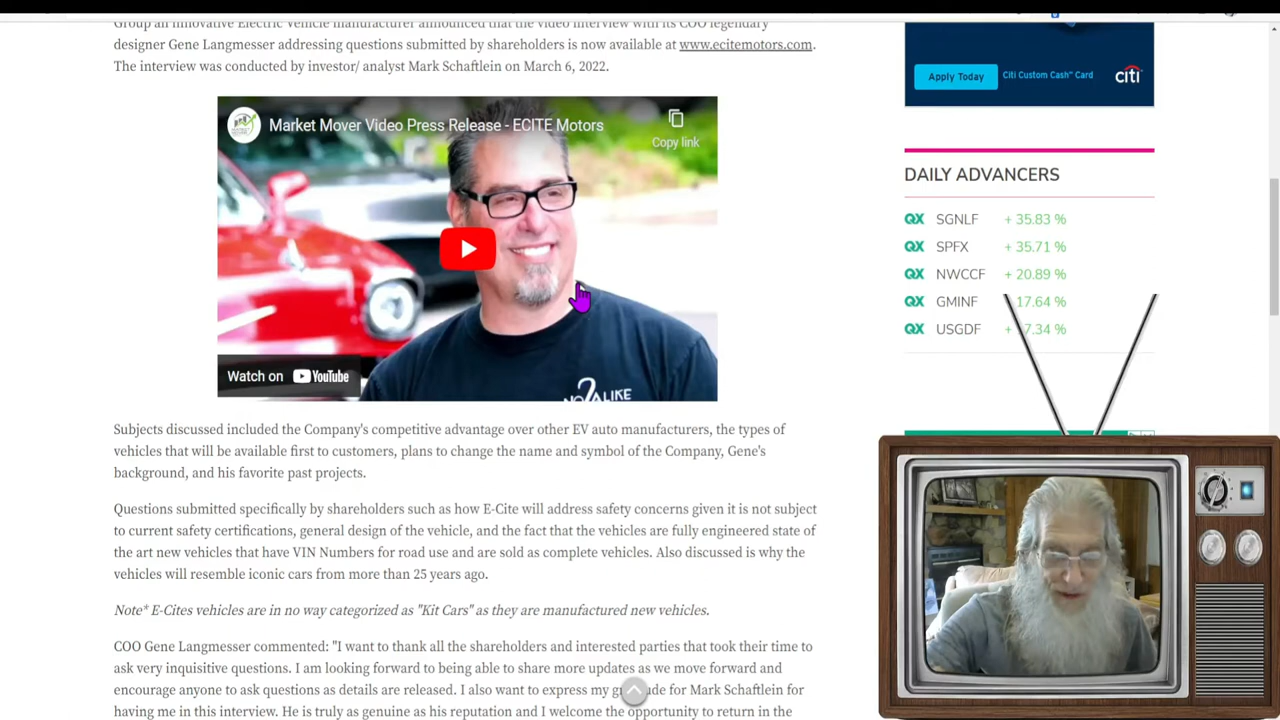 Group an innovative Electric Vehicle manufacturer announced that the video interview with its COO legendary
designer Gene Langmesser addressing questions submitted by shareholders is now available at www.ecitemotors.com.
The interview was conducted by investor/ analyst Mark Schaftlein on March 6, 2022.
Market Mover Video Press Release - ECITE Motors
Copy link
NO2ALIKE
Watch on YouTube
Subjects discussed included the Company's competitive advantage over other EV auto manufacturers, the types of
vehicles that will be available first to customers, plans to change the name and symbol of the Company, Gene's
background, and his favorite past projects.
Questions submitted specifically by shareholders such as how E-Cite will address safety concerns given it is not subject
to current safety certifications, general design of the vehicle, and the fact that the vehicles are fully engineered state of
the art new vehicles that have VIN Numbers for road use and are sold as complete vehicles. Also discussed is why the
vehicles will resemble iconic cars from more than 25 years ago.
Note* E-Cites vehicles are in no way categorized as "Kit Cars" as they are manufactured new vehicles.
COO Gene Langmesser commented: "I want to thank all the shareholders and interested parties that took their time to
ask very inquisitive questions. I am looking forward to being able to share more updates as we move forward and
encourage anyone to ask questions as details are released. I also want to express my for Mark Schaftlein for
having me in this interview. He is truly as genuine as his reputation and I welcome the opportunity to return in the
Apply Today
Citi Custom Cash℠ Card
citi
DAILY ADVANCERS
QX SGNLF + 35.83 %
QX SPFX + 35.71 %
QX NWCCF + 20.89 %
QX GMINF 17.64 %
QX USGDF + 7.34 %